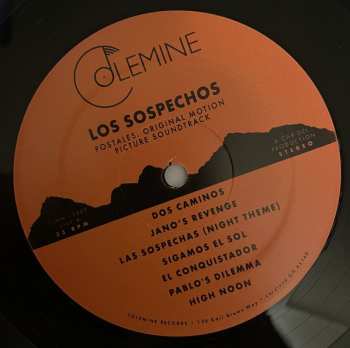 COLEMINE
LOS SOSPECHOS
POSTALES: ORIGINAL MOTION
PICTURE SOUNDTRACK
33 RPM
PRODUCTION
STEREO
DOS CAMINOS
JANO'S REVENGE
LAS SOSPECHAS (NIGHT THEME)
SIGAMOS EL SOL
EL CONQUISTADOR
PABLO'S DILEMMA
HIGH NOON
COLEMINE RECORDS •